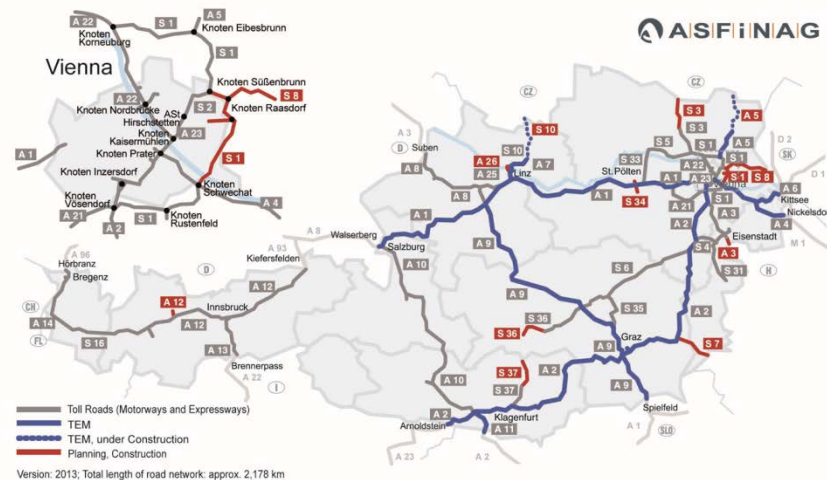 ASFiNAG
A 22
A 5
S 1
Knoten Eibesbrunn
Knoten
Korneuburg
S 1
Vienna
Knoten Süßenbrunn
A 22
Knoten Nordbrücke
ASt
Hirschstetten
S 2
S 8
Knoten Raasdorf
Knoten
Kaisermühlen
A 23
Knoten Prater
S 1
A 1
Knoten Inzersdorf
Knoten
Schwechat
Knoten
Vösendorf
A 4
A 21
S 1
A 2
Knoten
Rustenfeld
A 96
Hörbranz
Bregenz
D
A 93
Kiefersfelden
A 8
Walserberg
CH
A 14
FL
S 16
A 12
A 12
Innsbruck
A 12
A 13
Brennerpass
A 22
I
CZ
CZ
A 3
D
Suben
A 8
A 8
S 10
S 10
A 26
A 25
Linz
A 7
S 3
S 3
A 5
A 5
S 5
S 33
S 1
S 1
D 2
SK
D 1
A 22
A 23
S 1
S 8
St.Pölten
A 1
A 1
A 1
S 34
A 21
A 2
S 1
A 3
A 6
Kittsee
A 4
Nickelsdorf
M 1
Eisenstadt
S 4
A 3
S 31
H
Salzburg
A 10
A 9
A 9
S 6
S 35
S 36
S 36
A 2
Graz
A 9
S 7
S 37
S 37
A 2
A 9
Spielfeld
A 1
SLO
A 10
A 2
Arnoldstein
Klagenfurt
A 11
A 23
A 2
Toll Roads (Motorways and Expressways)
TEM
TEM, under Construction
Planning, Construction
Version: 2013; Total length of road network: approx. 2,178 km